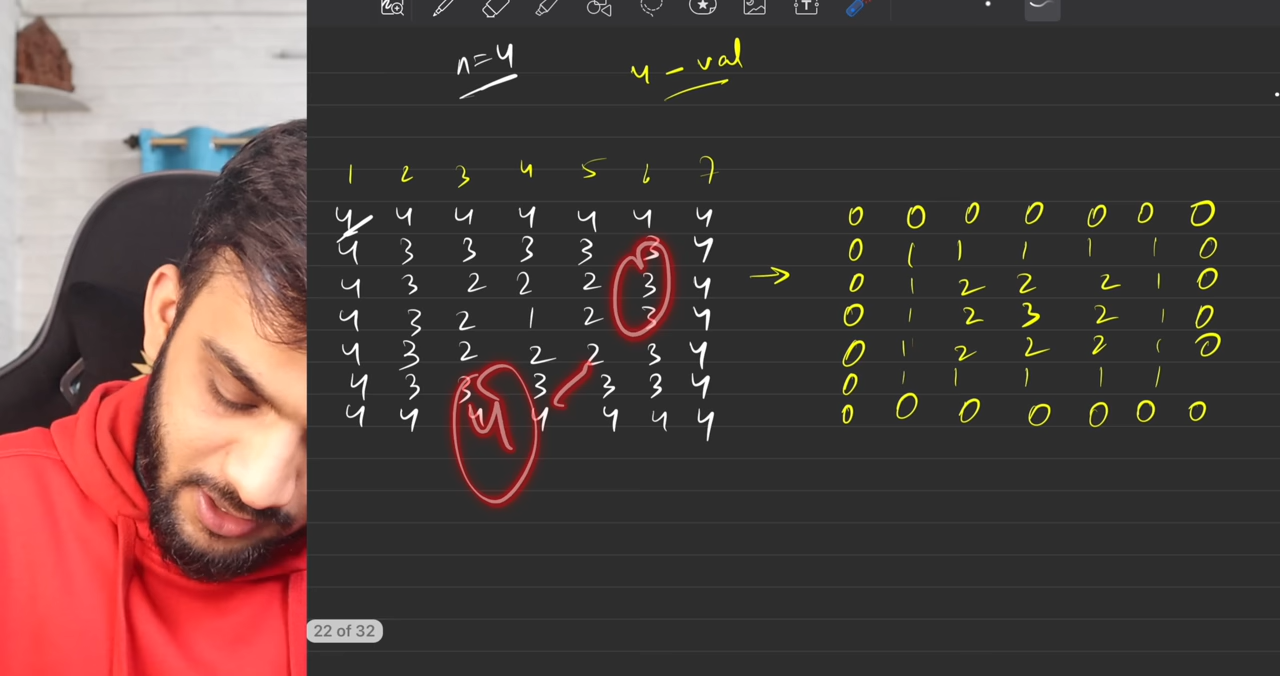 n=4 4 - val
1 2 3 4 5 6 7
4 4 4 4 4 4 4 0 0 0 0 0 0 0
4 3 3 3 3 3 4 0 1 1 1 1 1 0
4 3 2 2 2 3 4 → 0 1 2 2 2 1 0
4 3 2 1 2 3 4 0 1 2 3 2 1 0
4 3 2 2 2 3 4 0 1 2 2 2 1 0
4 3 3 3 3 3 4 0 1 1 1 1 1
4 4 4 4 4 4 4 0 0 0 0 0 0 0
4
22 of 32